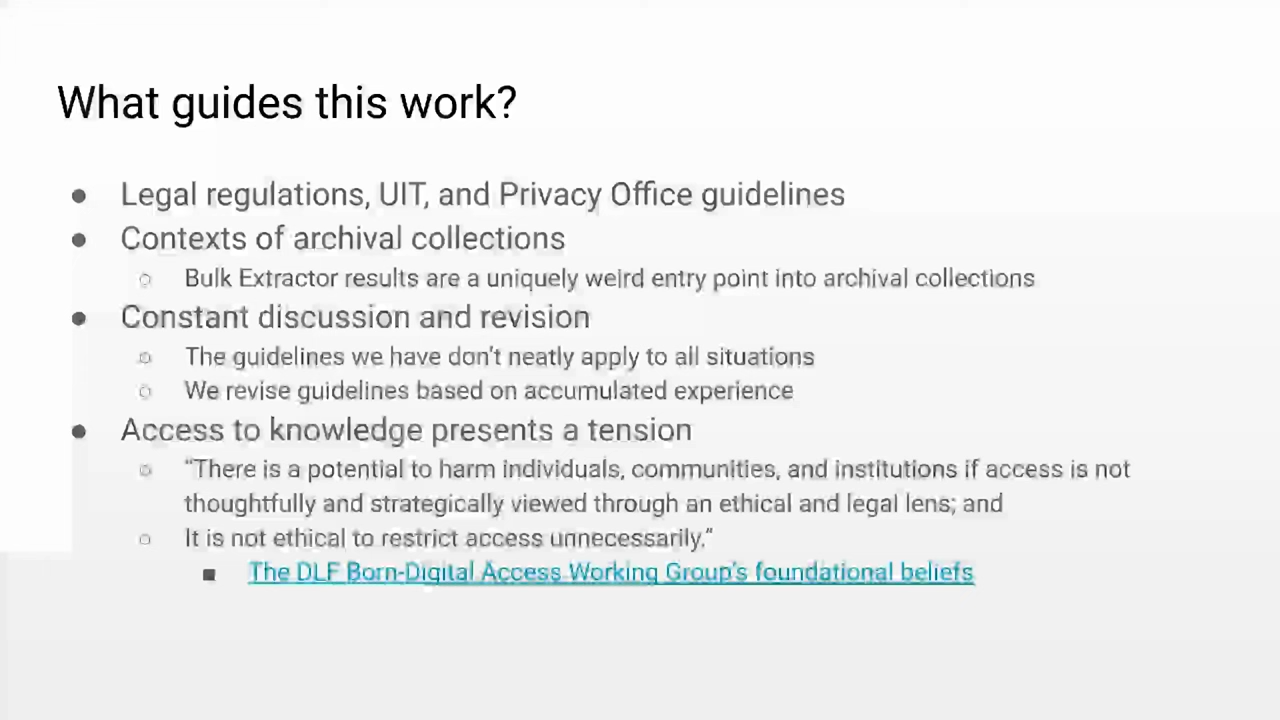 What guides this work?
● Legal regulations, UIT, and Privacy Office guidelines
● Contexts of archival collections
○ Bulk Extractor results are a uniquely weird entry point into archival collections
● Constant discussion and revision
○ The guidelines we have don't neatly apply to all situations
○ We revise guidelines based on accumulated experience
● Access to knowledge presents a tension
○ “There is a potential to harm individuals, communities, and institutions if access is not
thoughtfully and strategically viewed through an ethical and legal lens; and
○ It is not ethical to restrict access unnecessarily.”
■ The DLF Born-Digital Access Working Group's foundational beliefs